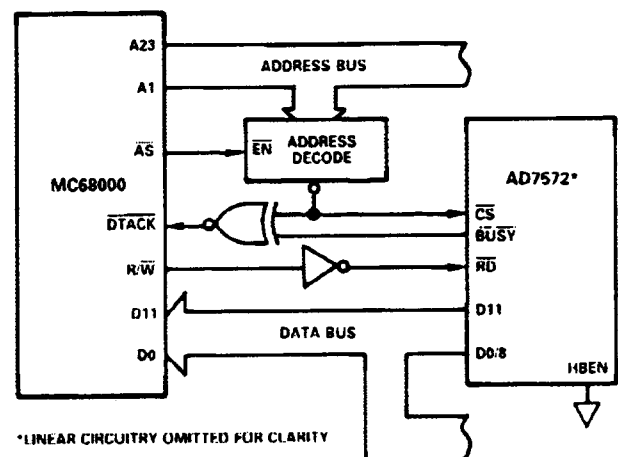 A23
ADDRESS BUS
A1
AS
EN
ADDRESS
DECODE
MC68000
AD7572*
DTACK
CS
BUSY
R/W
RD
D11
D11
DATA BUS
D0
D0/8
HBEN
*LINEAR CIRCUITRY OMITTED FOR CLARITY